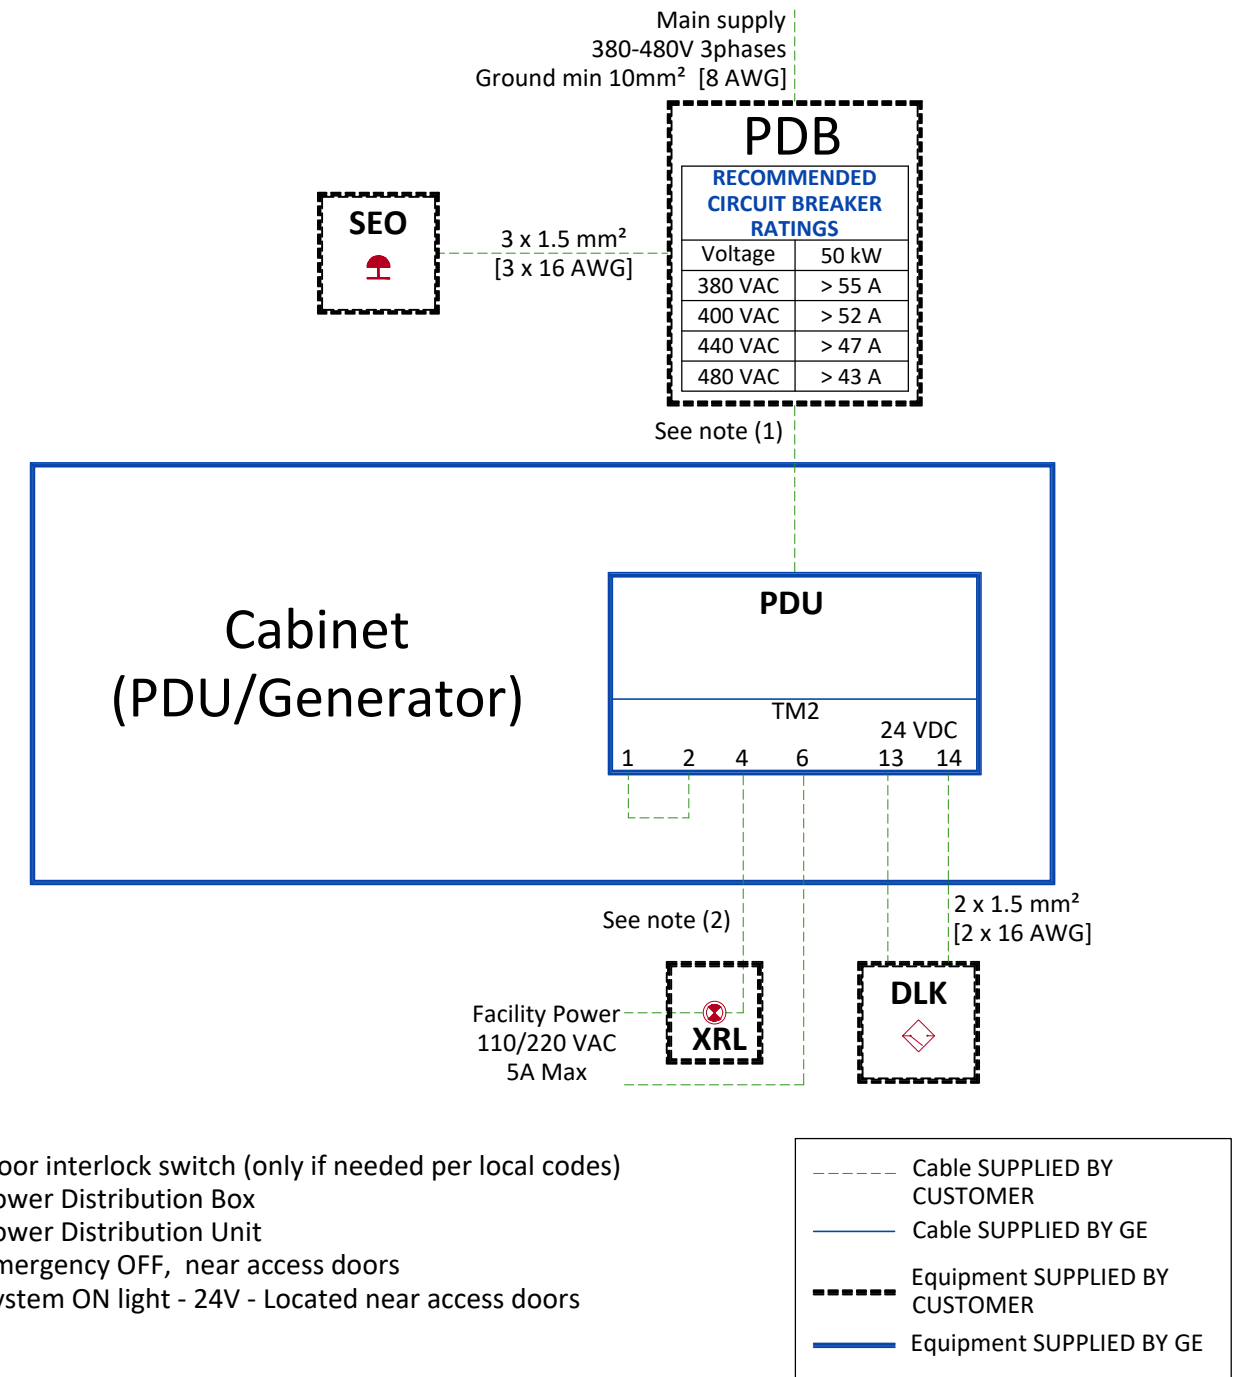 Main supply
380-480V 3phases
Ground min 10mm² [8 AWG]
PDB
RECOMMENDED
CIRCUIT BREAKER
RATINGS
Voltage 50 kW
380 VAC > 55 A
400 VAC > 52 A
440 VAC > 47 A
480 VAC > 43 A
SEO
3 x 1.5 mm²
[3 x 16 AWG]
See note (1)
Cabinet
(PDU/Generator)
PDU
TM2
24 VDC
1 2 4 6 13 14
See note (2)
2 x 1.5 mm²
[2 x 16 AWG]
XRL
DLK
Facility Power
110/220 VAC
5A Max
oor interlock switch (only if needed per local codes)
ower Distribution Box
ower Distribution Unit
mergency OFF, near access doors
ystem ON light - 24V - Located near access doors
Cable SUPPLIED BY
CUSTOMER
Cable SUPPLIED BY GE
Equipment SUPPLIED BY
CUSTOMER
Equipment SUPPLIED BY GE